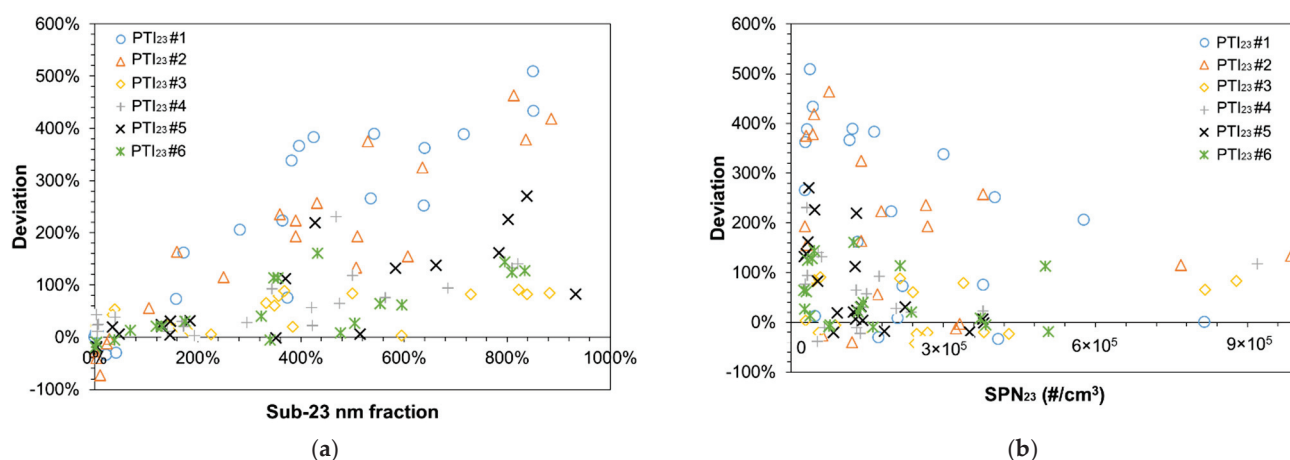 600%
500%
400%
300%
200%
100%
0%
-100%
Deviation
PTI23 #1
PTI23 #2
PTI23 #3
PTI23 #4
PTI23 #5
PTI23 #6
0% 200% 400% 600% 800% 1000%
Sub-23 nm fraction
(a)
600%
500%
400%
300%
200%
100%
0%
-100%
Deviation
PTI23 #1
PTI23 #2
PTI23 #3
PTI23 #4
PTI23 #5
PTI23 #6
0 3×10⁵ 6×10⁵ 9×10⁵
SPN23 (#/cm³)
(b)